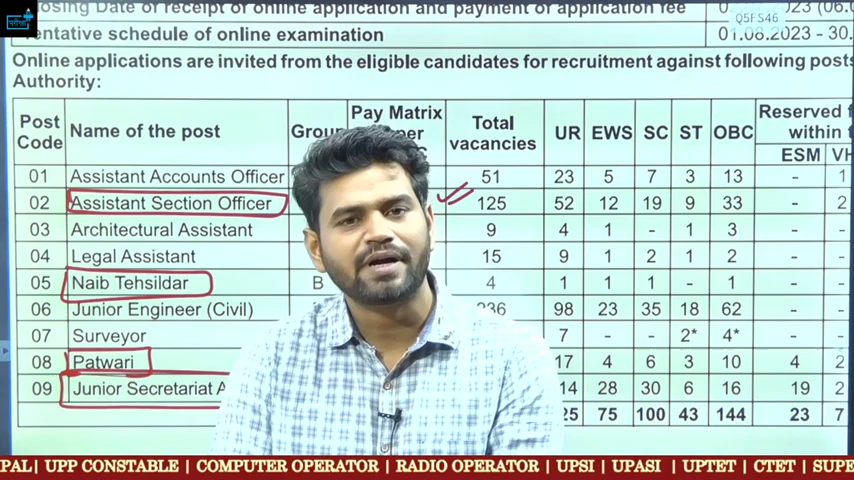 परीक्षा
osing Date of receipt of online application and payment of application fee
Q5FS46
entative schedule of online examination 01.08.2023 - 30.
Online applications are invited from the eligible candidates for recruitment against following posts
Authority:
Post Code Name of the post Group Pay Matrix Total vacancies UR EWS SC ST OBC Reserved f within t
ESM VH
01 Assistant Accounts Officer 51 23 5 7 3 13 - 1
02 Assistant Section Officer 125 52 12 19 9 33 - 2
03 Architectural Assistant 9 4 1 - 1 3 - -
04 Legal Assistant 15 9 1 2 1 2 - -
05 Naib Tehsildar B 4 1 1 1 - 1 - -
06 Junior Engineer (Civil) 236 98 23 35 18 62 - -
07 Surveyor 7 - - 2* 4* - -
08 Patwari 17 4 6 3 10 4 2
09 Junior Secretariat A 14 28 30 6 16 19 2
25 75 100 43 144 23 7
PAL| UPP CONSTABLE | COMPUTER OPERATOR | RADIO OPERATOR | UPSI | UPASI | UPTET | CTET | SUPE